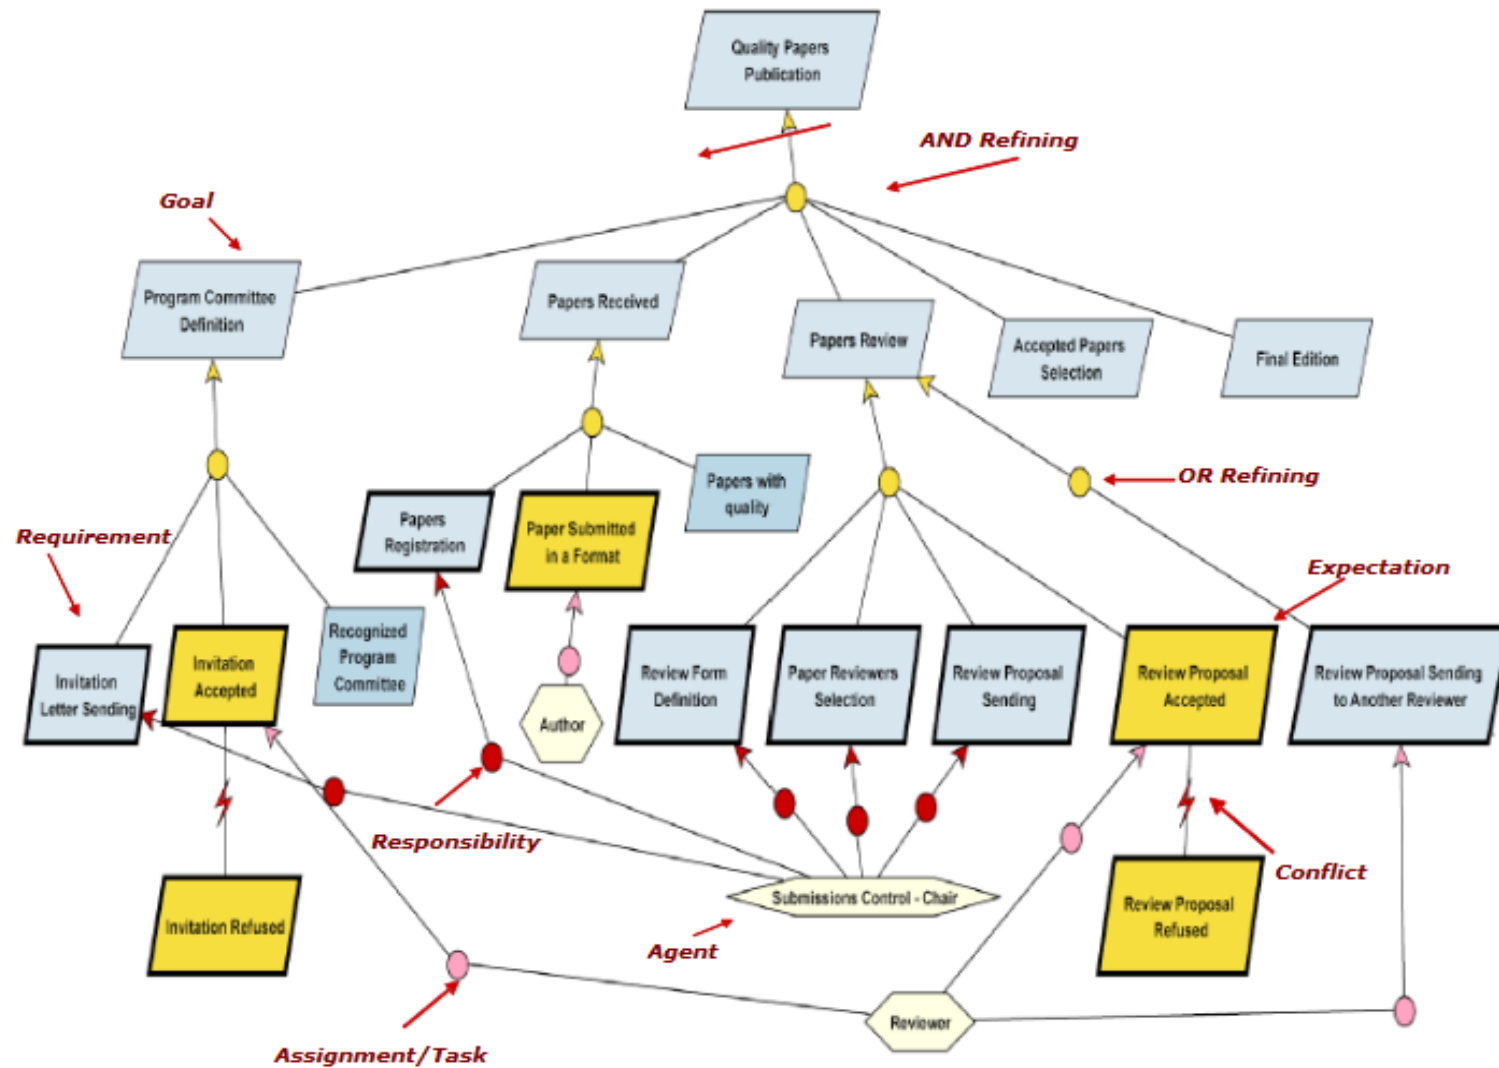 Quality Papers
Publication
AND Refining
Goal
Program Committee
Definition
Papers Received
Papers Review
Accepted Papers
Selection
Final Edition
OR Refining
Papers with
quality
Papers
Registration
Paper Submitted
in a Format
Requirement
Expectation
Recognized
Program
Committee
Invitation
Accepted
Invitation
Letter Sending
Review Form
Definition
Paper Reviewers
Selection
Review Proposal
Sending
Review Proposal
Accepted
Review Proposal Sending
to Another Reviewer
Author
Responsibility
Conflict
Submissions Control - Chair
Invitation Refused
Review Proposal
Refused
Agent
Reviewer
Assignment/Task